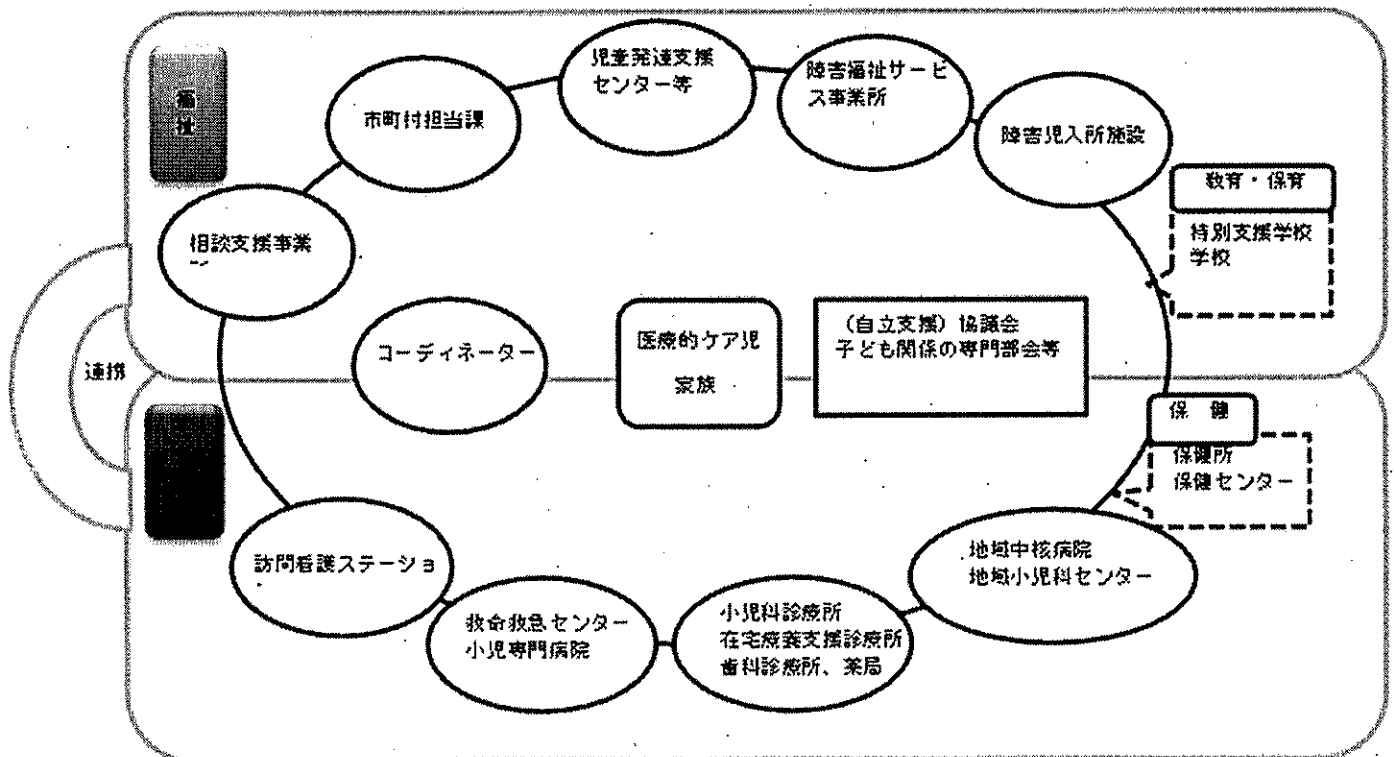 福
祉
市町村担当課
児童発達支援
センター等
障害福祉サービ
ス事業所
障害児入所施設
教育・保育
特別支援学校
学校
相談支援事業
連携
コーディネーター
医療的ケア児
家族
（自立支援）協議会
子ども関係の専門部会等
保　健
保健所
保健センター
訪問看護ステーショ
救命救急センター
小児専門病院
小児科診療所
在宅療養支援診療所
歯科診療所、薬局
地域中核病院
地域小児科センター